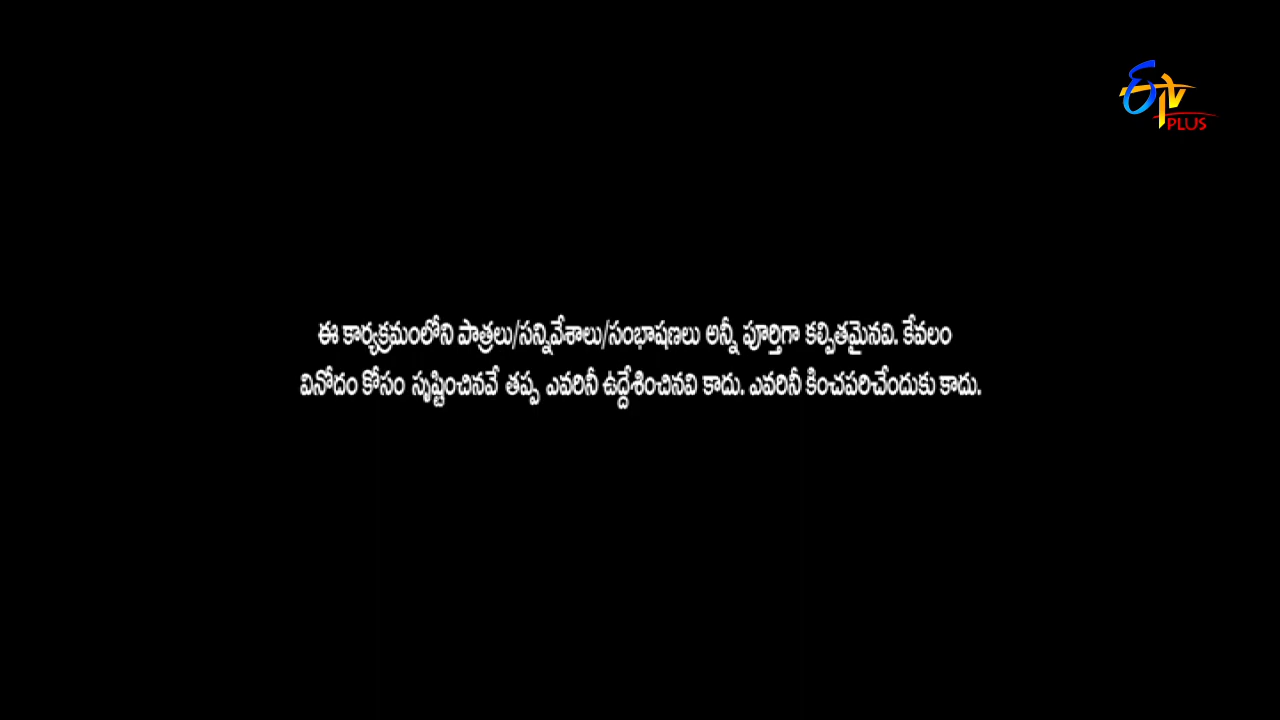 ETV
PLUS
ఈ కార్యక్రమంలోని పాత్రలు/సన్నివేశాలు/సంభాషణలు అన్నీ పూర్తిగా కల్పితమైనవి. కేవలం
వినోదం కోసం సృష్టించినవే తప్ప ఎవరినీ ఉద్దేశించినవి కాదు. ఎవరినీ కించపరిచేందుకు కాదు.